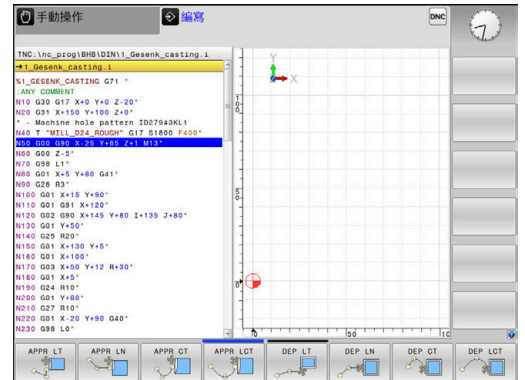 手動操作
編寫
DNC
TNC:\nc_prog\BHB\DIN\1_Gesenk_casting.i
→1_Gesenk_casting.i
%1_GESENK_CASTING G71 *
;ANY COMMENT
N10 G30 G17 X+0 Y+0 Z-20*
N20 G31 X+150 Y+100 Z+0*
* - Machine hole pattern ID27943KL1
N40 T "MILL_D24_ROUGH" G17 S1800 F400*
N50 G00 G90 X-25 Y+65 Z+1 M13*
N60 G00 Z-5*
N70 G98 L1*
N80 G01 X+5 Y+80 G41*
N90 G26 R3*
N100 G01 X+15 Y+90*
N110 G01 G91 X+120*
N120 G02 G90 X+145 Y+80 I+135 J+80*
N130 G01 Y+50*
N140 G25 R20*
N150 G01 X+130 Y+5*
N160 G01 X+100*
N170 G03 X+50 Y+12 R+30*
N180 G01 X+5*
N190 G24 R10*
N200 G01 Y+80*
N210 G27 R10*
N220 G01 X-20 Y+90 G40*
N230 G98 L0*
Y
X
100
50
0
0
50
10
APPR LT
APPR LN
APPR CT
APPR LCT
DEP LT
DEP LN
DEP CT
DEP LCT